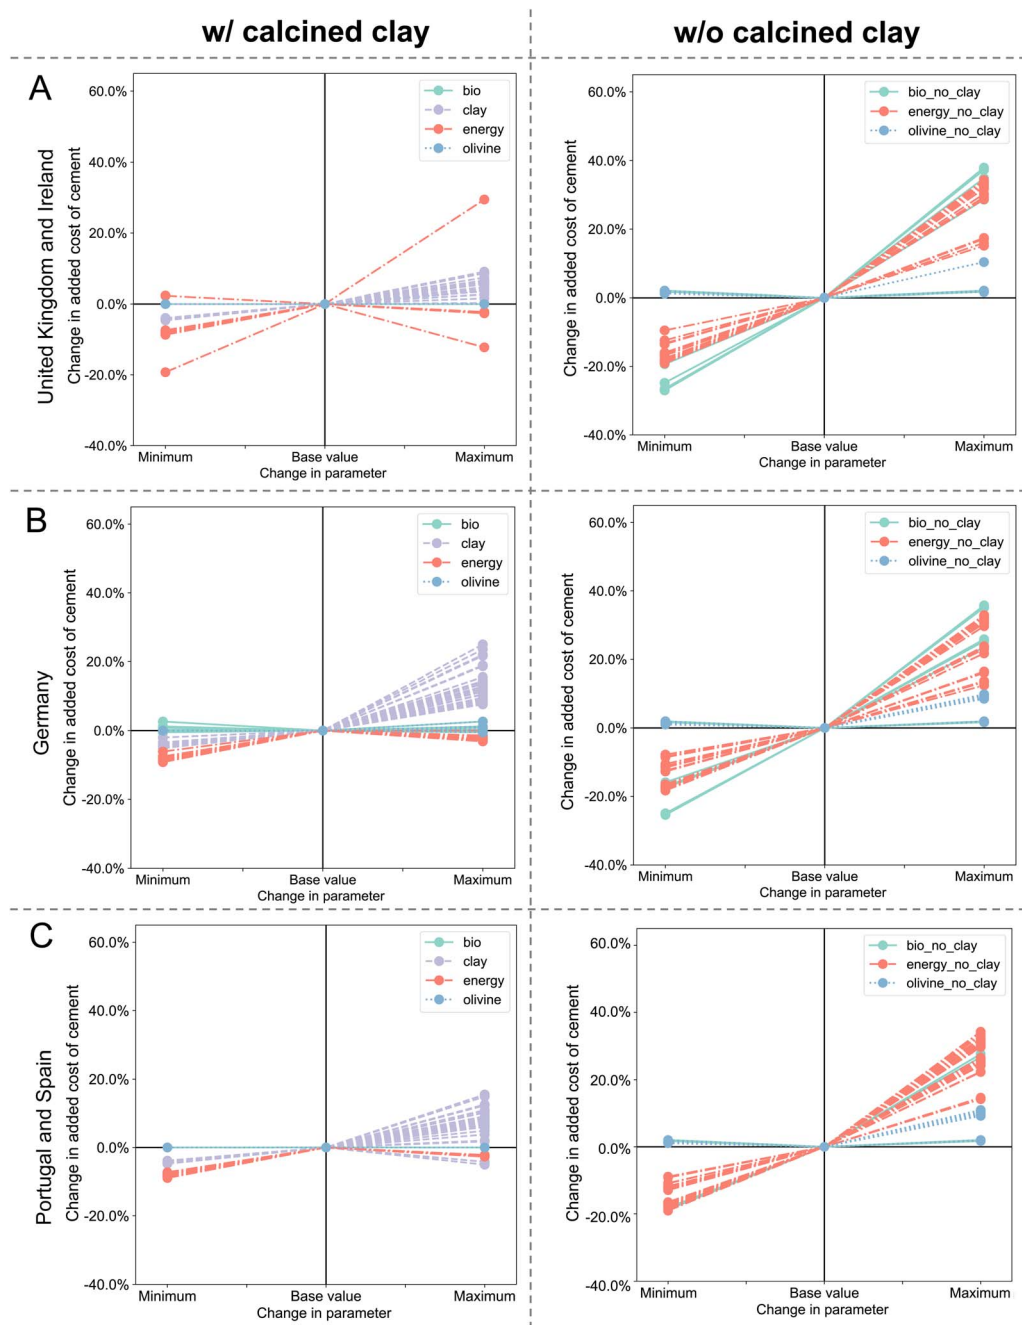 w/ calcined clay
w/o calcined clay
A
United Kingdom and Ireland
Change in added cost of cement
60.0%
40.0%
20.0%
0.0%
-20.0%
-40.0%
bio
clay
energy
olivine
Minimum
Base value
Maximum
Change in parameter
Change in added cost of cement
60.0%
40.0%
20.0%
0.0%
-20.0%
-40.0%
bio_no_clay
energy_no_clay
olivine_no_clay
Minimum
Base value
Maximum
Change in parameter
B
Germany
Change in added cost of cement
60.0%
40.0%
20.0%
0.0%
-20.0%
-40.0%
bio
clay
energy
olivine
Minimum
Base value
Maximum
Change in parameter
Change in added cost of cement
60.0%
40.0%
20.0%
0.0%
-20.0%
-40.0%
bio_no_clay
energy_no_clay
olivine_no_clay
Minimum
Base value
Maximum
Change in parameter
C
Portugal and Spain
Change in added cost of cement
60.0%
40.0%
20.0%
0.0%
-20.0%
-40.0%
bio
clay
energy
olivine
Minimum
Base value
Maximum
Change in parameter
Change in added cost of cement
60.0%
40.0%
20.0%
0.0%
-20.0%
-40.0%
bio_no_clay
energy_no_clay
olivine_no_clay
Minimum
Base value
Maximum
Change in parameter